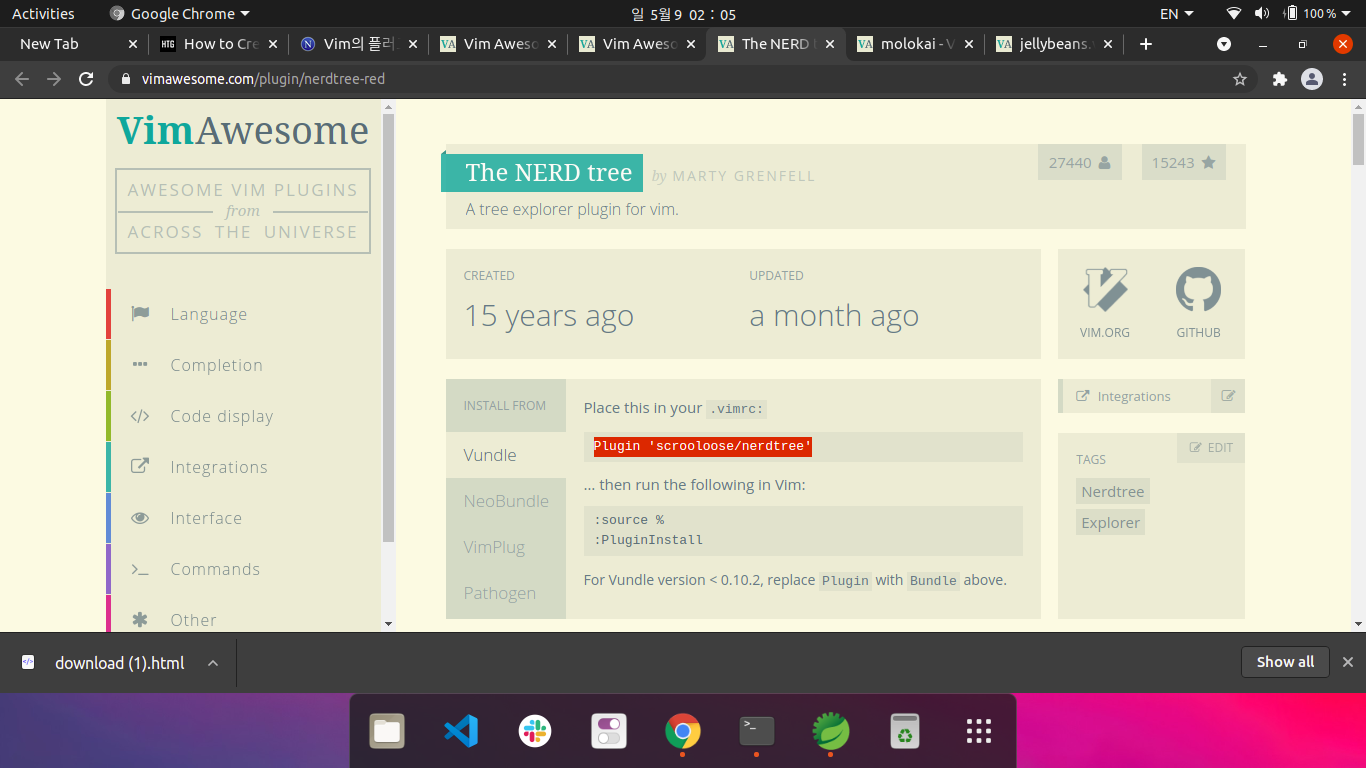 Activities
Google Chrome
일 5월 9 02 : 05
EN
100 %
New Tab
How to Cre
Vim의 플러
Vim Aweso
Vim Aweso
The NERD
molokai - V
jellybeans.v
vimawesome.com/plugin/nerdtree-red
VimAwesome
AWESOME VIM PLUGINS
from
ACROSS THE UNIVERSE
Language
Completion
Code display
Integrations
Interface
Commands
Other
The NERD tree by MARTY GRENFELL
27440
15243
A tree explorer plugin for vim.
CREATED
15 years ago
UPDATED
a month ago
VIM.ORG
GITHUB
INSTALL FROM
Vundle
NeoBundle
VimPlug
Pathogen
Place this in your .vimrc:
Plugin 'scrooloose/nerdtree'
... then run the following in Vim:
:source %
:PluginInstall
For Vundle version < 0.10.2, replace Plugin with Bundle above.
Integrations
TAGS
EDIT
Nerdtree
Explorer
download (1).html
Show all